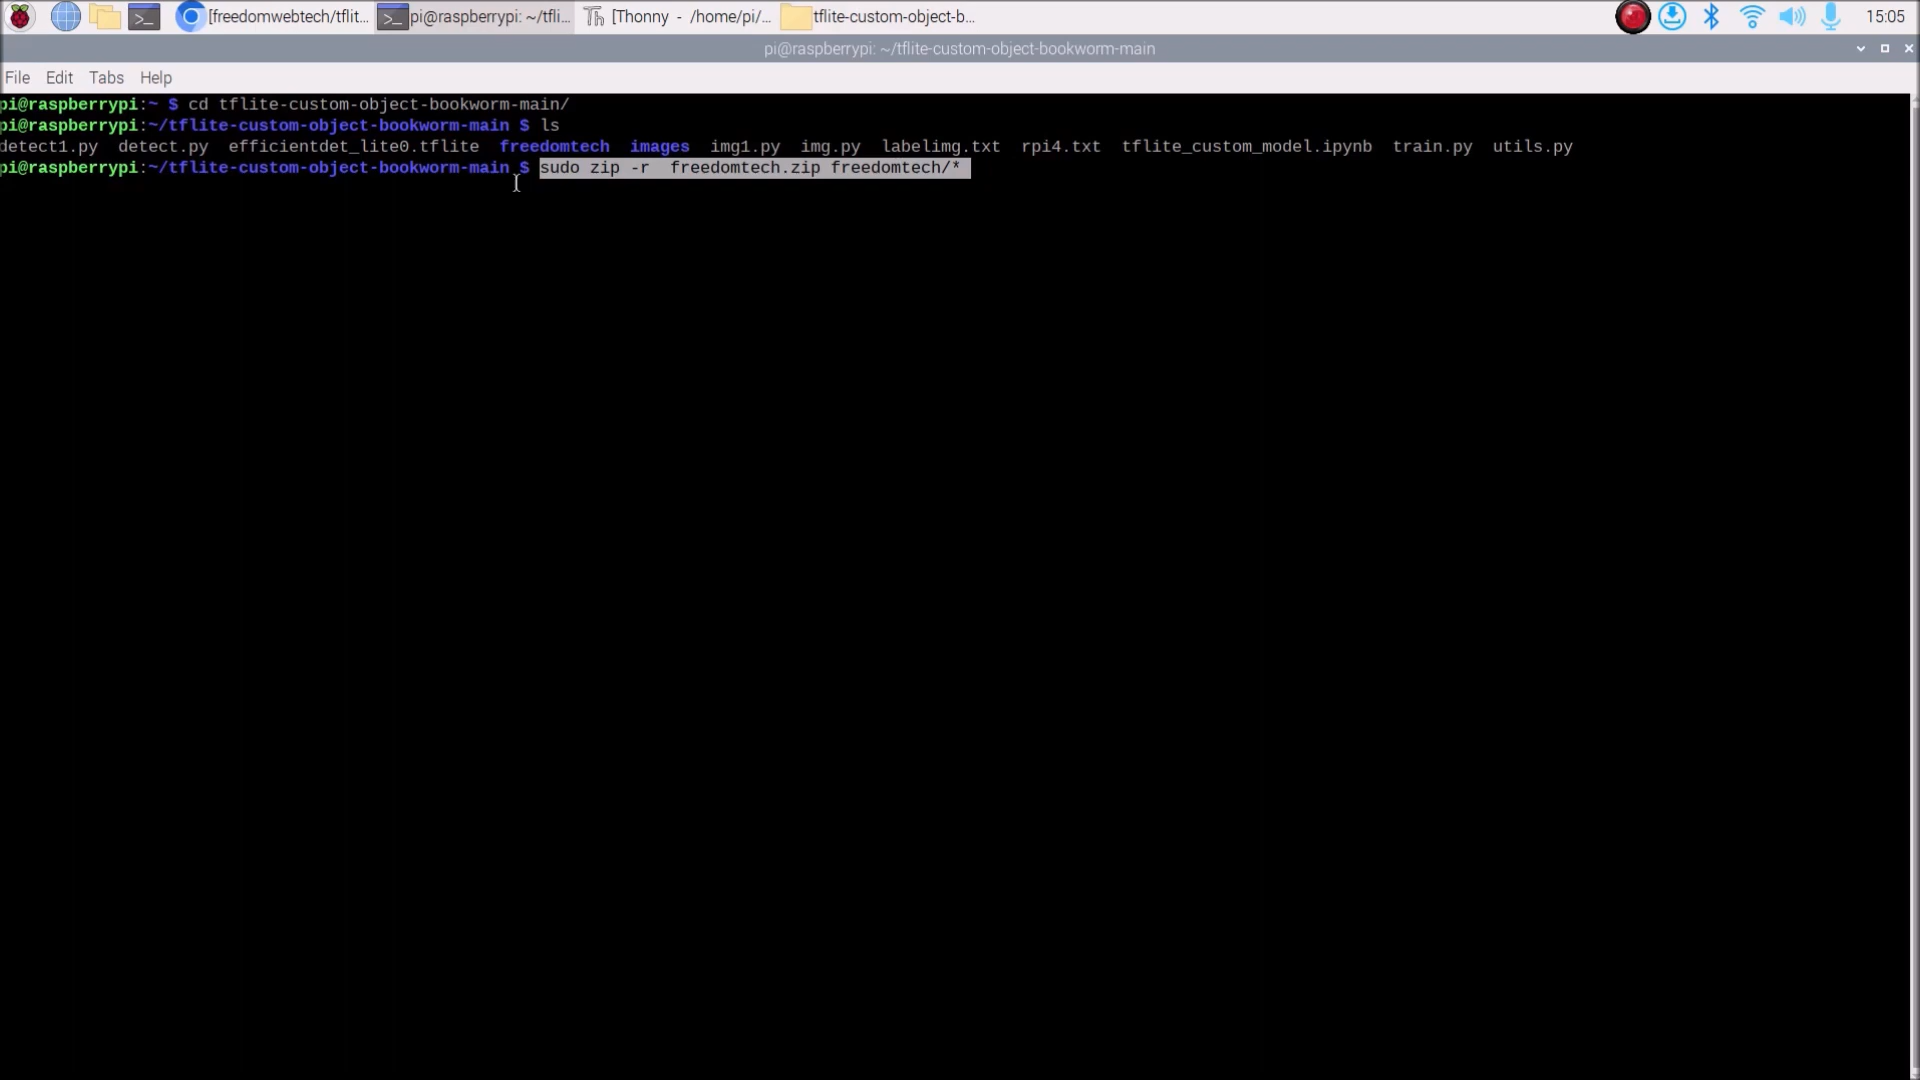 [freedomwebtech/tflit... pi@raspberrypi: ~/tfli... [Thonny - /home/pi/... tflite-custom-object-b... 15:05
pi@raspberrypi: ~/tflite-custom-object-bookworm-main
File Edit Tabs Help
pi@raspberrypi:~ $ cd tflite-custom-object-bookworm-main/
pi@raspberrypi:~/tflite-custom-object-bookworm-main $ ls
detect1.py detect.py efficientdet_lite0.tflite freedomtech images img1.py img.py labelimg.txt rpi4.txt tflite_custom_model.ipynb train.py utils.py
pi@raspberrypi:~/tflite-custom-object-bookworm-main $ sudo zip -r  freedomtech.zip freedomtech/*